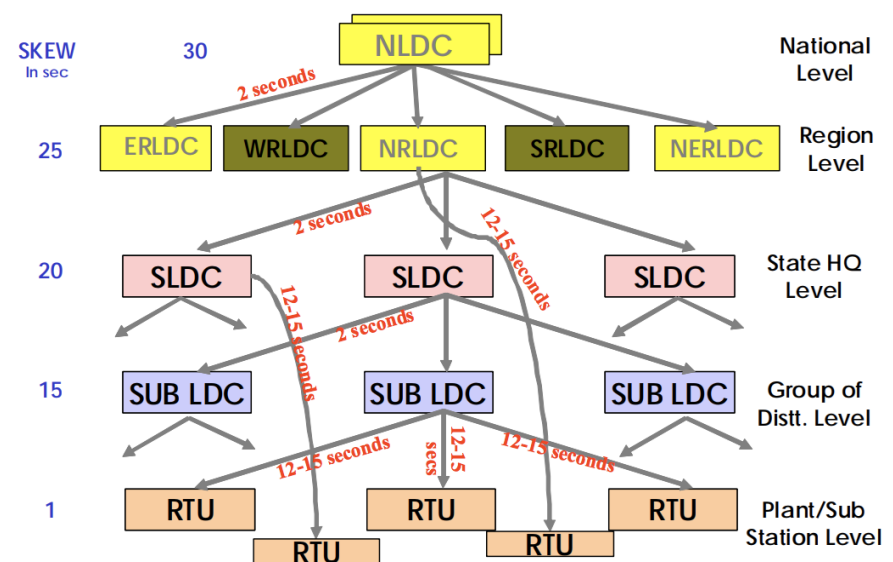 SKEW
In sec
30
NLDC
National
Level
2 seconds
25
ERLDC
WRLDC
NRLDC
SRLDC
NERLDC
Region
Level
2 seconds
12-15 seconds
20
SLDC
SLDC
SLDC
State HQ
Level
12-15 seconds
2 seconds
15
SUB LDC
SUB LDC
SUB LDC
Group of
Distt. Level
12-15 seconds
12-15
secs
12-15 seconds
1
RTU
RTU
RTU
Plant/Sub
Station Level
RTU
RTU